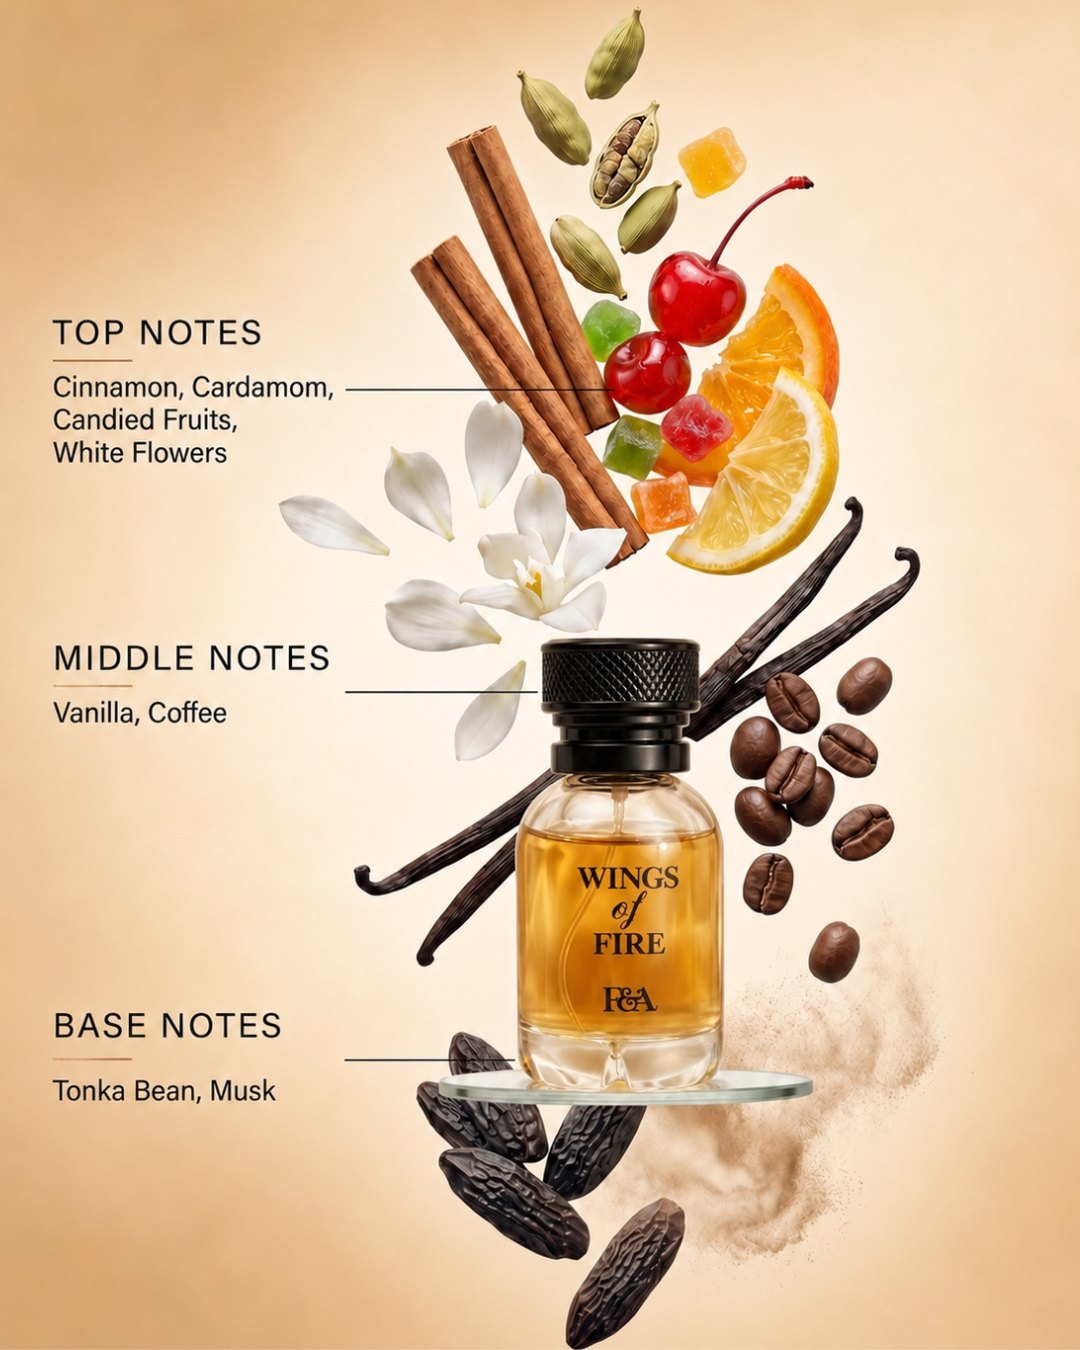 TOP NOTES
Cinnamon, Cardamom,
Candied Fruits,
White Flowers
MIDDLE NOTES
Vanilla, Coffee
WINGS
of
FIRE
F&A
BASE NOTES
Tonka Bean, Musk